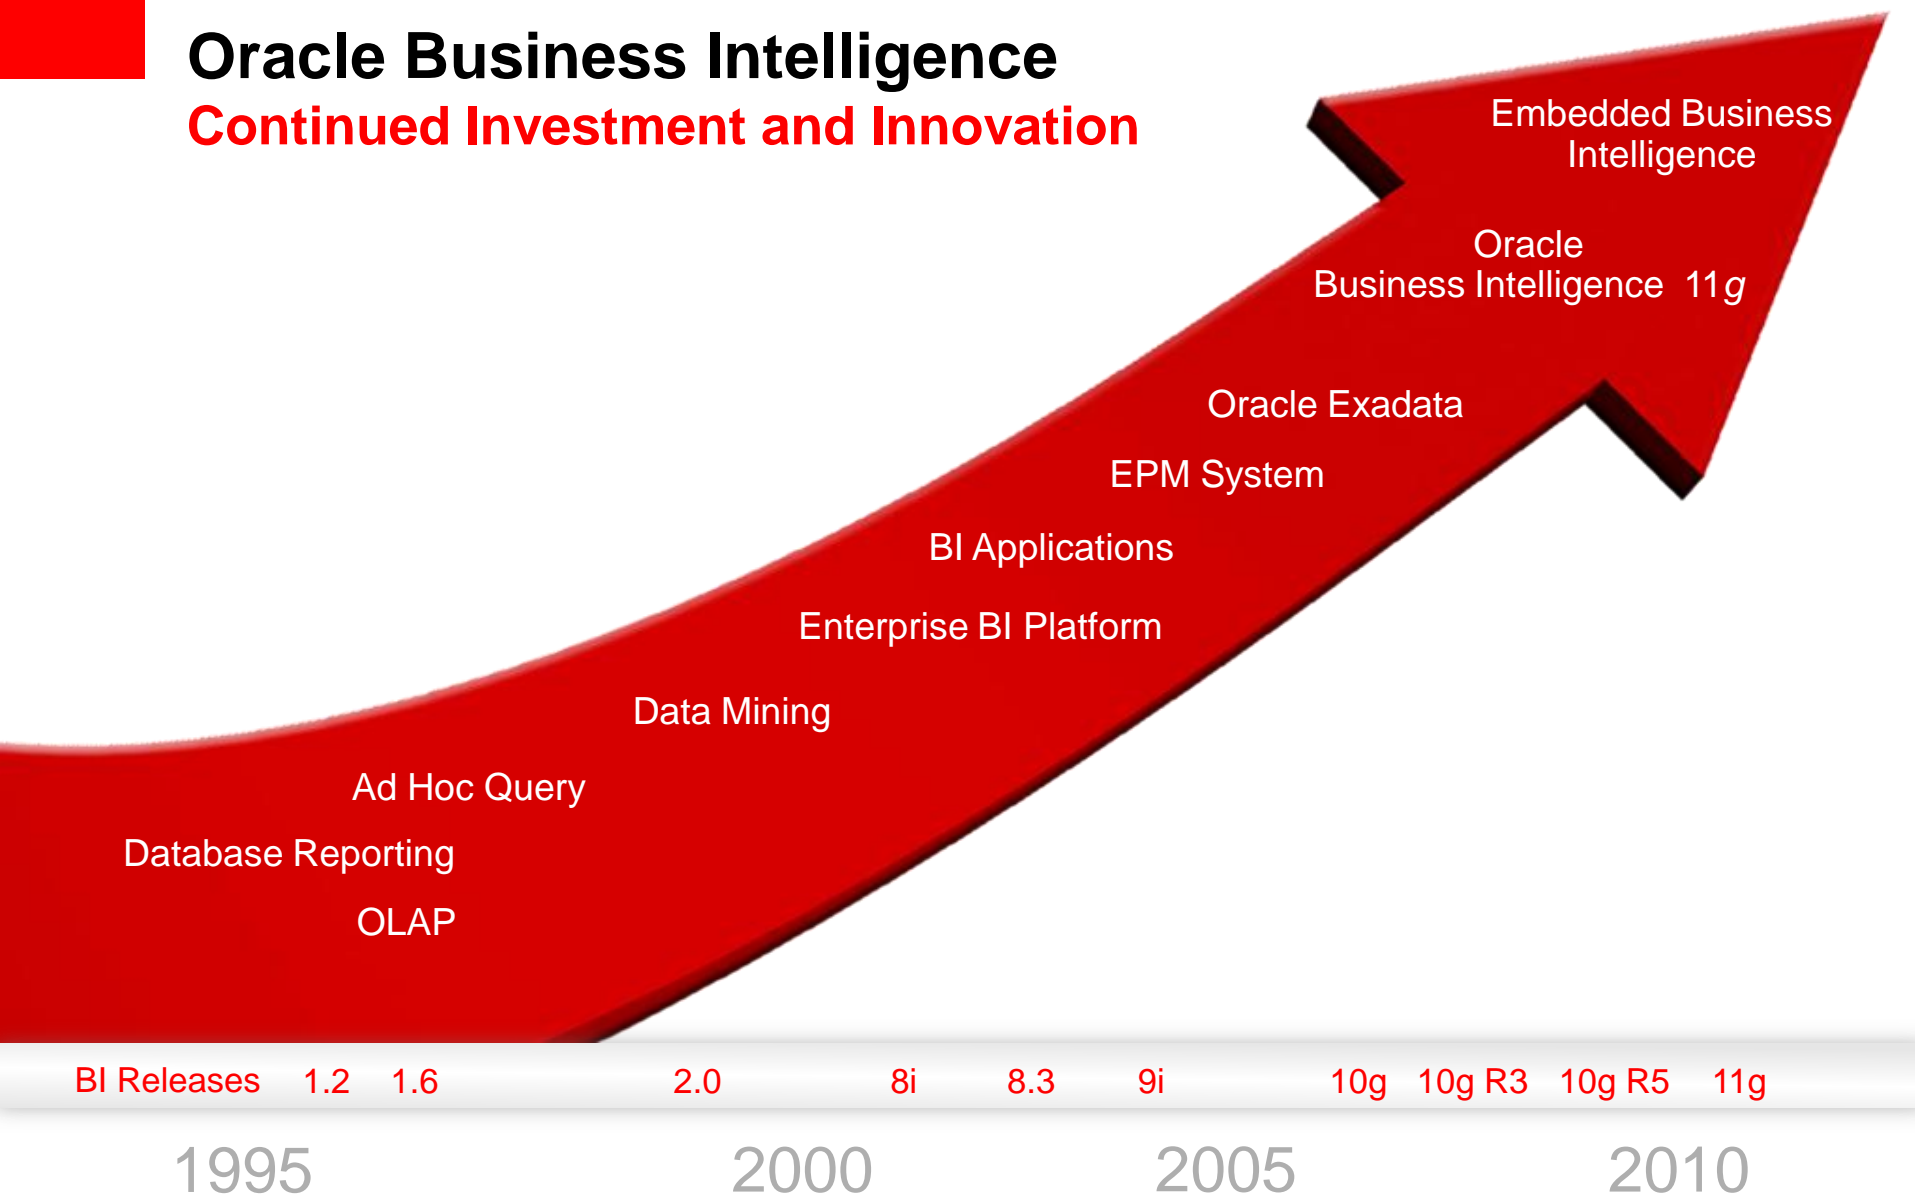 Oracle Business Intelligence
Continued Investment and Innovation
Embedded Business
Intelligence
Oracle
Business Intelligence 11g
Oracle Exadata
EPM System
BI Applications
Enterprise BI Platform
Data Mining
Ad Hoc Query
Database Reporting
OLAP
BI Releases 1.2 1.6 2.0 8i 8.3 9i 10g 10g R3 10g R5 11g
1995 2000 2005 2010